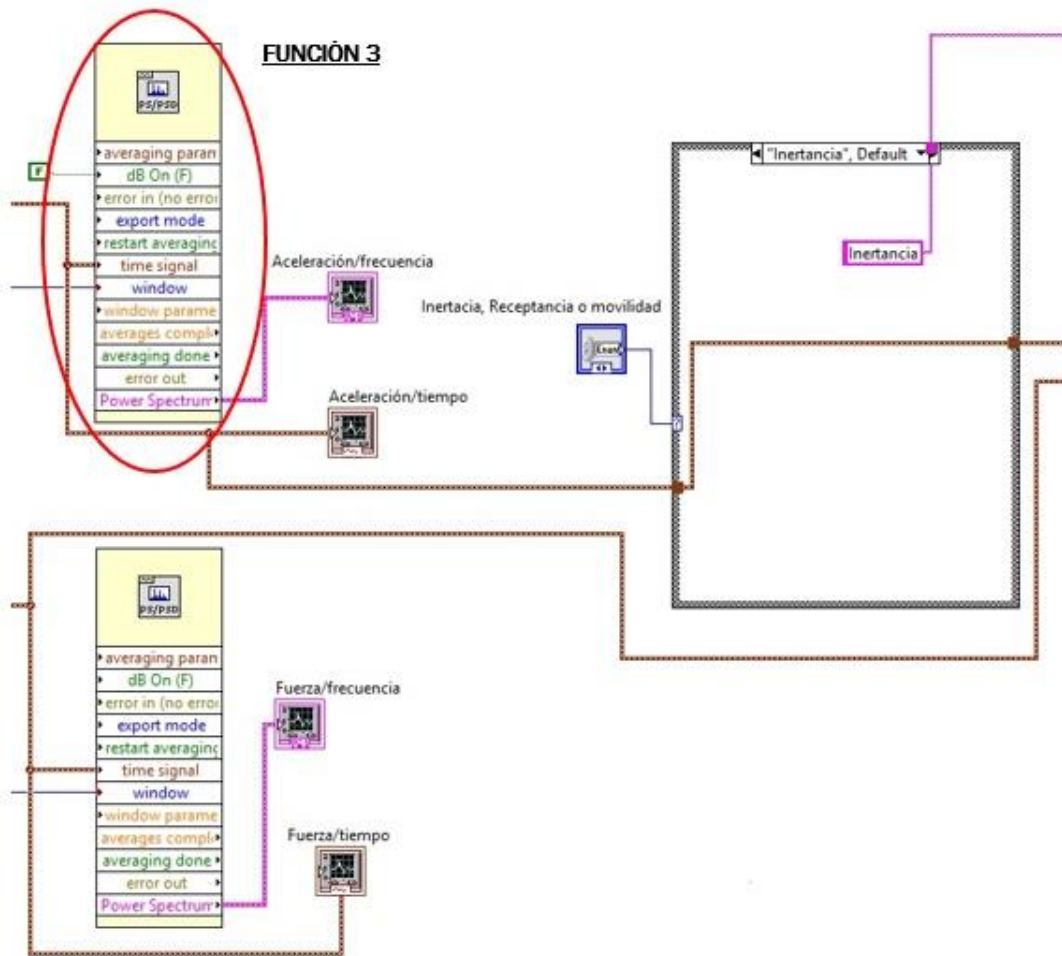 FUNCIÓN 3
PS/PSD
averaging param
F
dB On (F)
error in (no error
export mode
restart averaging
time signal
window
window parame
averages compl
averaging done
error out
Power Spectrum
Aceleración/frecuencia
Aceleración/tiempo
Inertacia, Receptancia o movilidad
Enum
"Inertancia", Default
Inertancia
?
PS/PSD
averaging param
dB On (F)
error in (no error
export mode
restart averaging
time signal
window
window parame
averages compl
averaging done
error out
Power Spectrum
Fuerza/frecuencia
Fuerza/tiempo